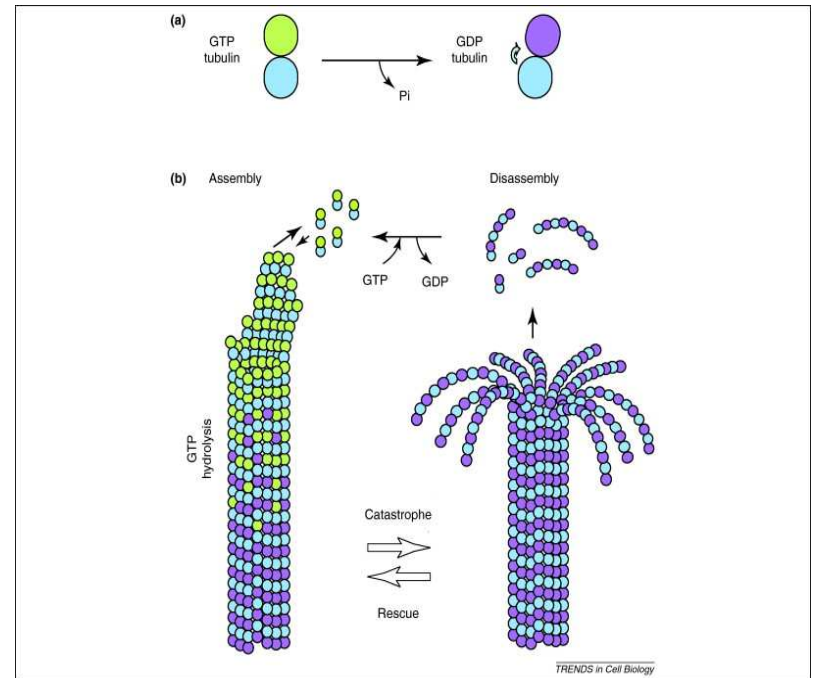 (a)
GTP
tubulin
Pi
GDP
tubulin
(b) Assembly
Disassembly
GTP
GDP
GTP
hydrolysis
Catastrophe
Rescue
TRENDS in Cell Biology